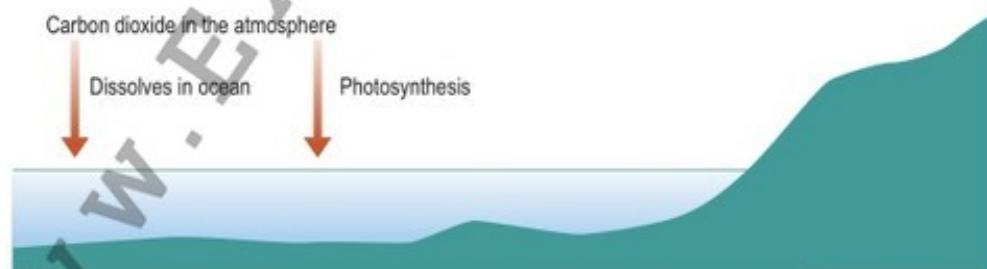 Carbon dioxide in the atmosphere
Dissolves in ocean
Photosynthesis
W . E
W